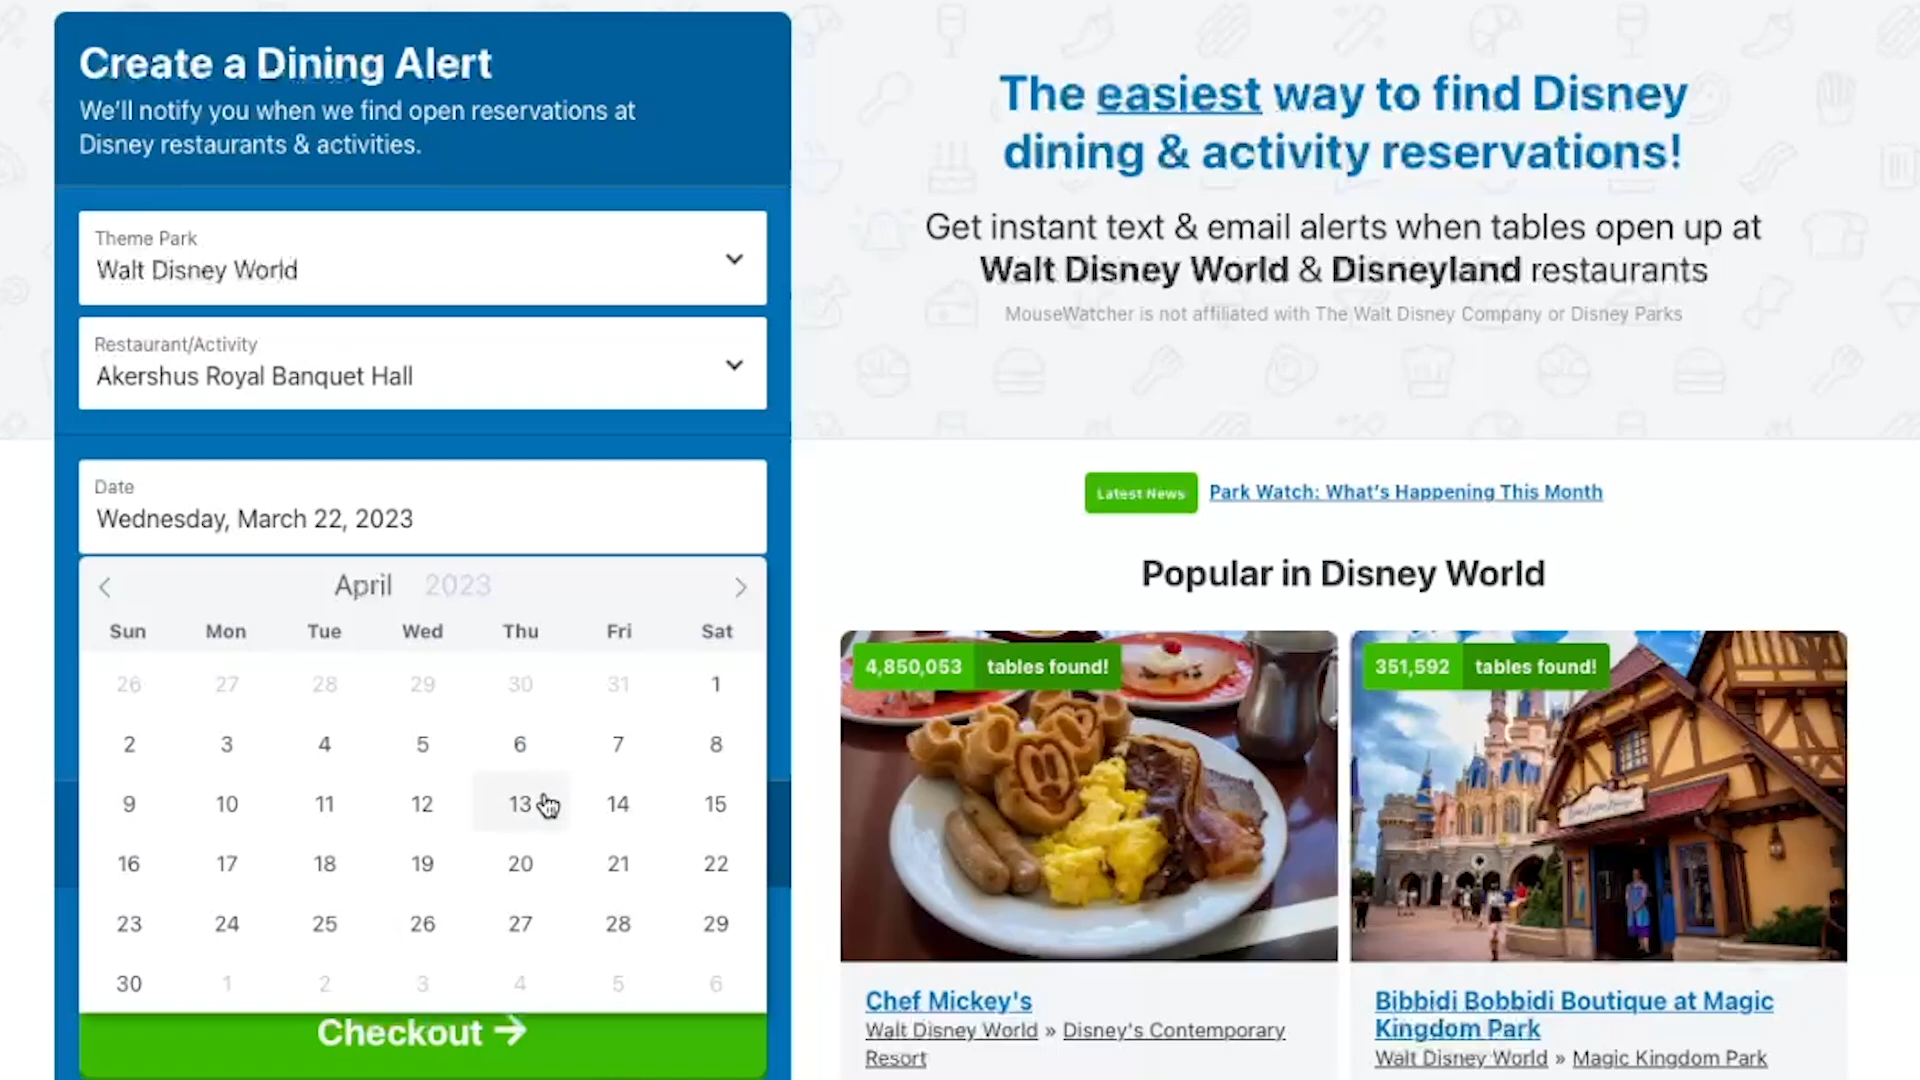 Create a Dining Alert
We'll notify you when we find open reservations at
Disney restaurants & activities.
Theme Park
Walt Disney World
Restaurant/Activity
Akershus Royal Banquet Hall
Date
Wednesday, March 22, 2023
April 2023
Sun Mon Tue Wed Thu Fri Sat
26 27 28 29 30 31 1
2 3 4 5 6 7 8
9 10 11 12 13 14 15
16 17 18 19 20 21 22
23 24 25 26 27 28 29
30 1 2 3 4 5 6
Checkout →
The easiest way to find Disney
dining & activity reservations!
Get instant text & email alerts when tables open up at
Walt Disney World & Disneyland restaurants
MouseWatcher is not affiliated with The Walt Disney Company or Disney Parks
Latest News Park Watch: What's Happening This Month
Popular in Disney World
4,850,053 tables found!
Chef Mickey's
Walt Disney World » Disney's Contemporary
Resort
351,592 tables found!
Bibbidi Bobbidi Boutique at Magic
Kingdom Park
Walt Disney World » Magic Kingdom Park